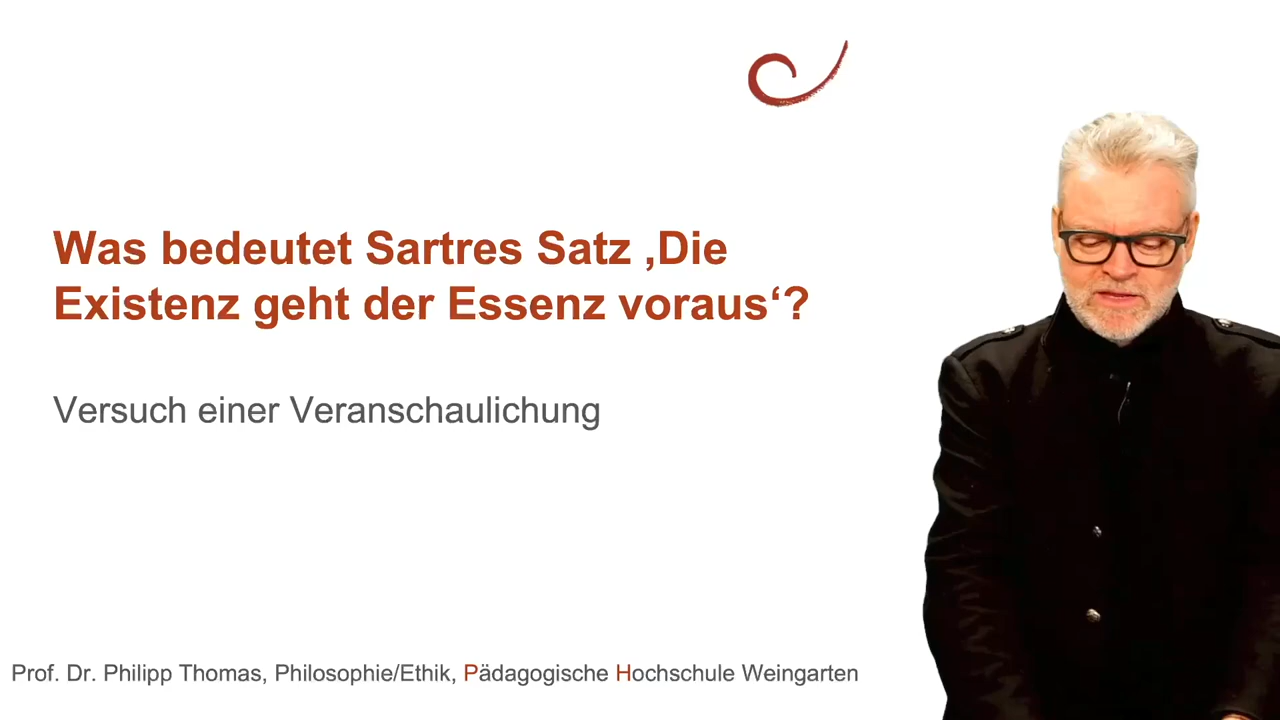 Was bedeutet Sartres Satz ‚Die
Existenz geht der Essenz voraus‘?
Versuch einer Veranschaulichung
Prof. Dr. Philipp Thomas, Philosophie/Ethik, Pädagogische Hochschule Weingarten